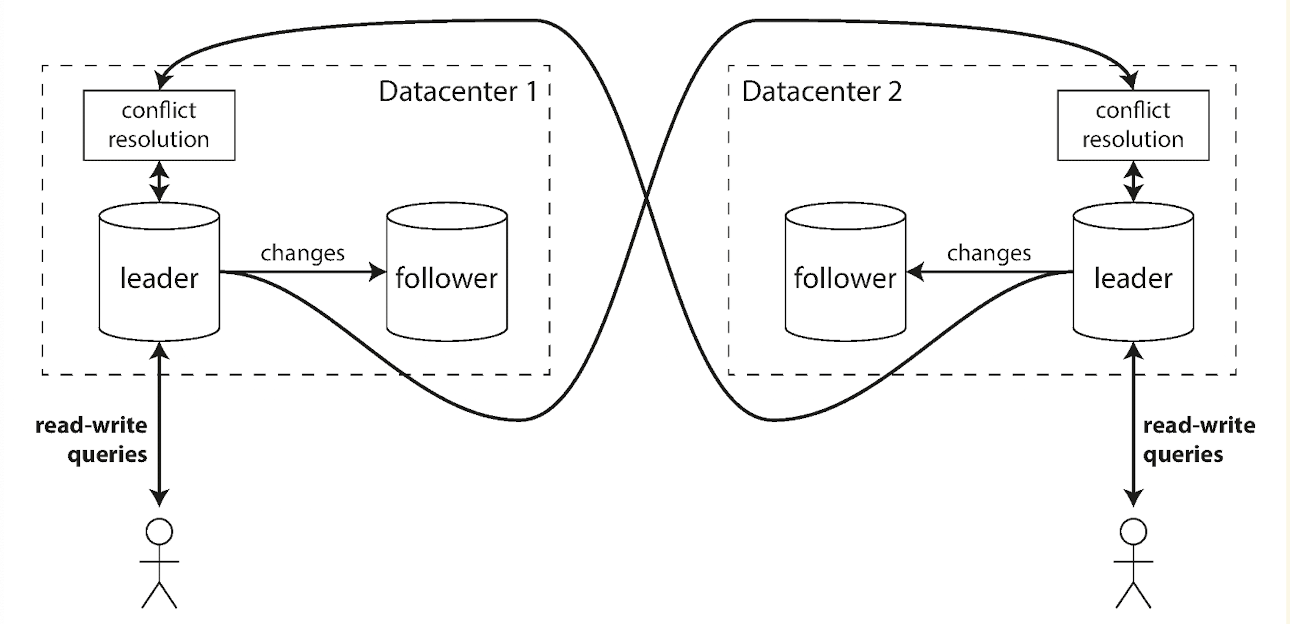 Datacenter 1
conflict
resolution
changes
leader
follower
read-write
queries
Datacenter 2
conflict
resolution
changes
follower
leader
read-write
queries